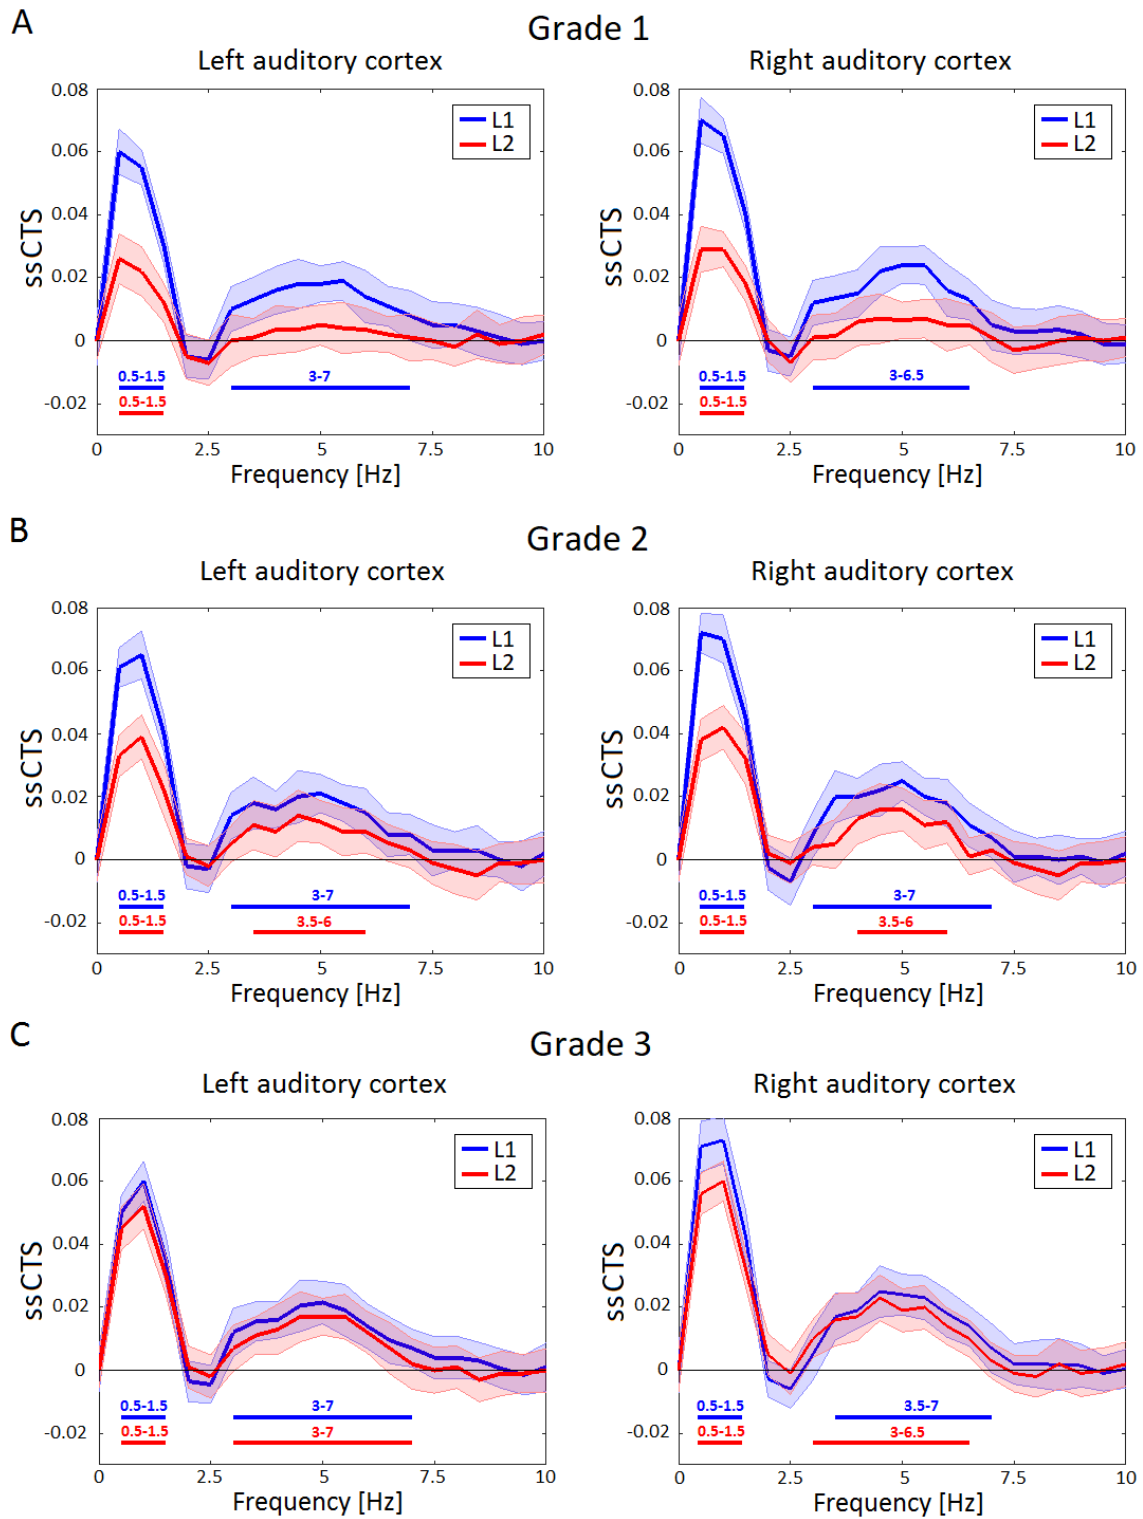 A
Grade 1
Left auditory cortex
Right auditory cortex
0.08
0.06
0.04
0.02
0
-0.02
ssCTS
L1
L2
0.5-1.5
3-7
0.5-1.5
0
2.5
5
7.5
10
Frequency [Hz]
0.08
0.06
0.04
0.02
0
-0.02
ssCTS
L1
L2
0.5-1.5
3-6.5
0.5-1.5
0
2.5
5
7.5
10
Frequency [Hz]
B
Grade 2
Left auditory cortex
Right auditory cortex
0.08
0.06
0.04
0.02
0
-0.02
ssCTS
L1
L2
0.5-1.5
3-7
0.5-1.5
3.5-6
0
2.5
5
7.5
10
Frequency [Hz]
0.08
0.06
0.04
0.02
0
-0.02
ssCTS
L1
L2
0.5-1.5
3-7
0.5-1.5
3.5-6
0
2.5
5
7.5
10
Frequency [Hz]
C
Grade 3
Left auditory cortex
Right auditory cortex
0.08
0.06
0.04
0.02
0
-0.02
ssCTS
L1
L2
0.5-1.5
3-7
0.5-1.5
3-7
0
2.5
5
7.5
10
Frequency [Hz]
0.08
0.06
0.04
0.02
0
-0.02
ssCTS
L1
L2
0.5-1.5
3.5-7
0.5-1.5
3-6.5
0
2.5
5
7.5
10
Frequency [Hz]